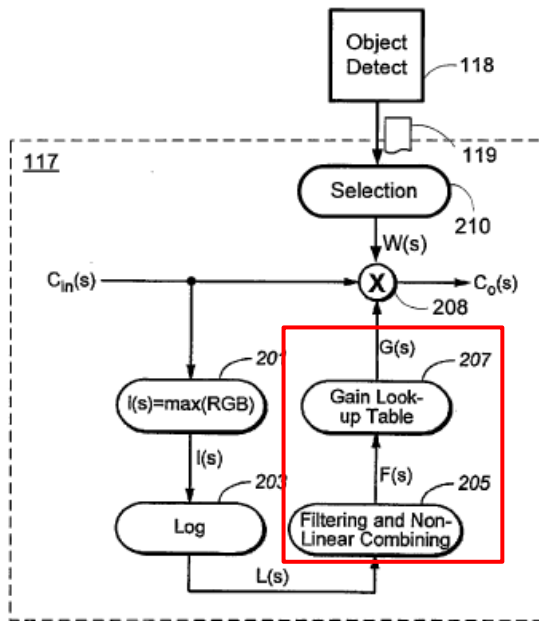 Object
Detect
118
119
117
Selection
210
W(s)
Cin(s)
X
Co(s)
208
G(s)
201
207
I(s)=max(RGB)
Gain Look-
up Table
I(s)
F(s)
203
205
Log
Filtering and Non-
Linear Combining
L(s)